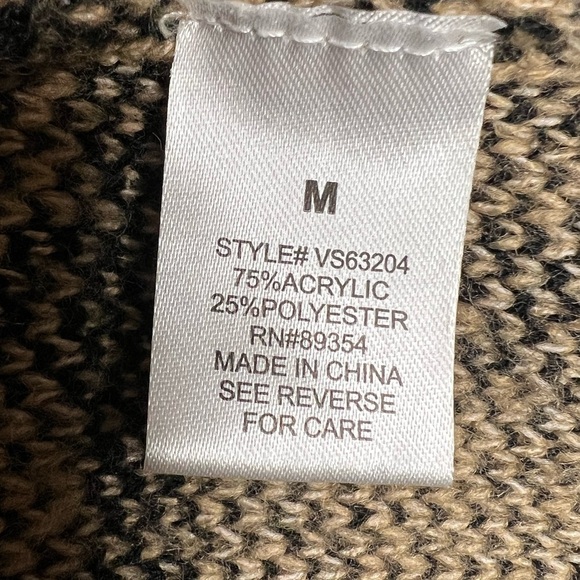 M
STYLE# VS63204
75%ACRYLIC
25%POLYESTER
RN#89354
MADE IN CHINA
SEE REVERSE
FOR CARE